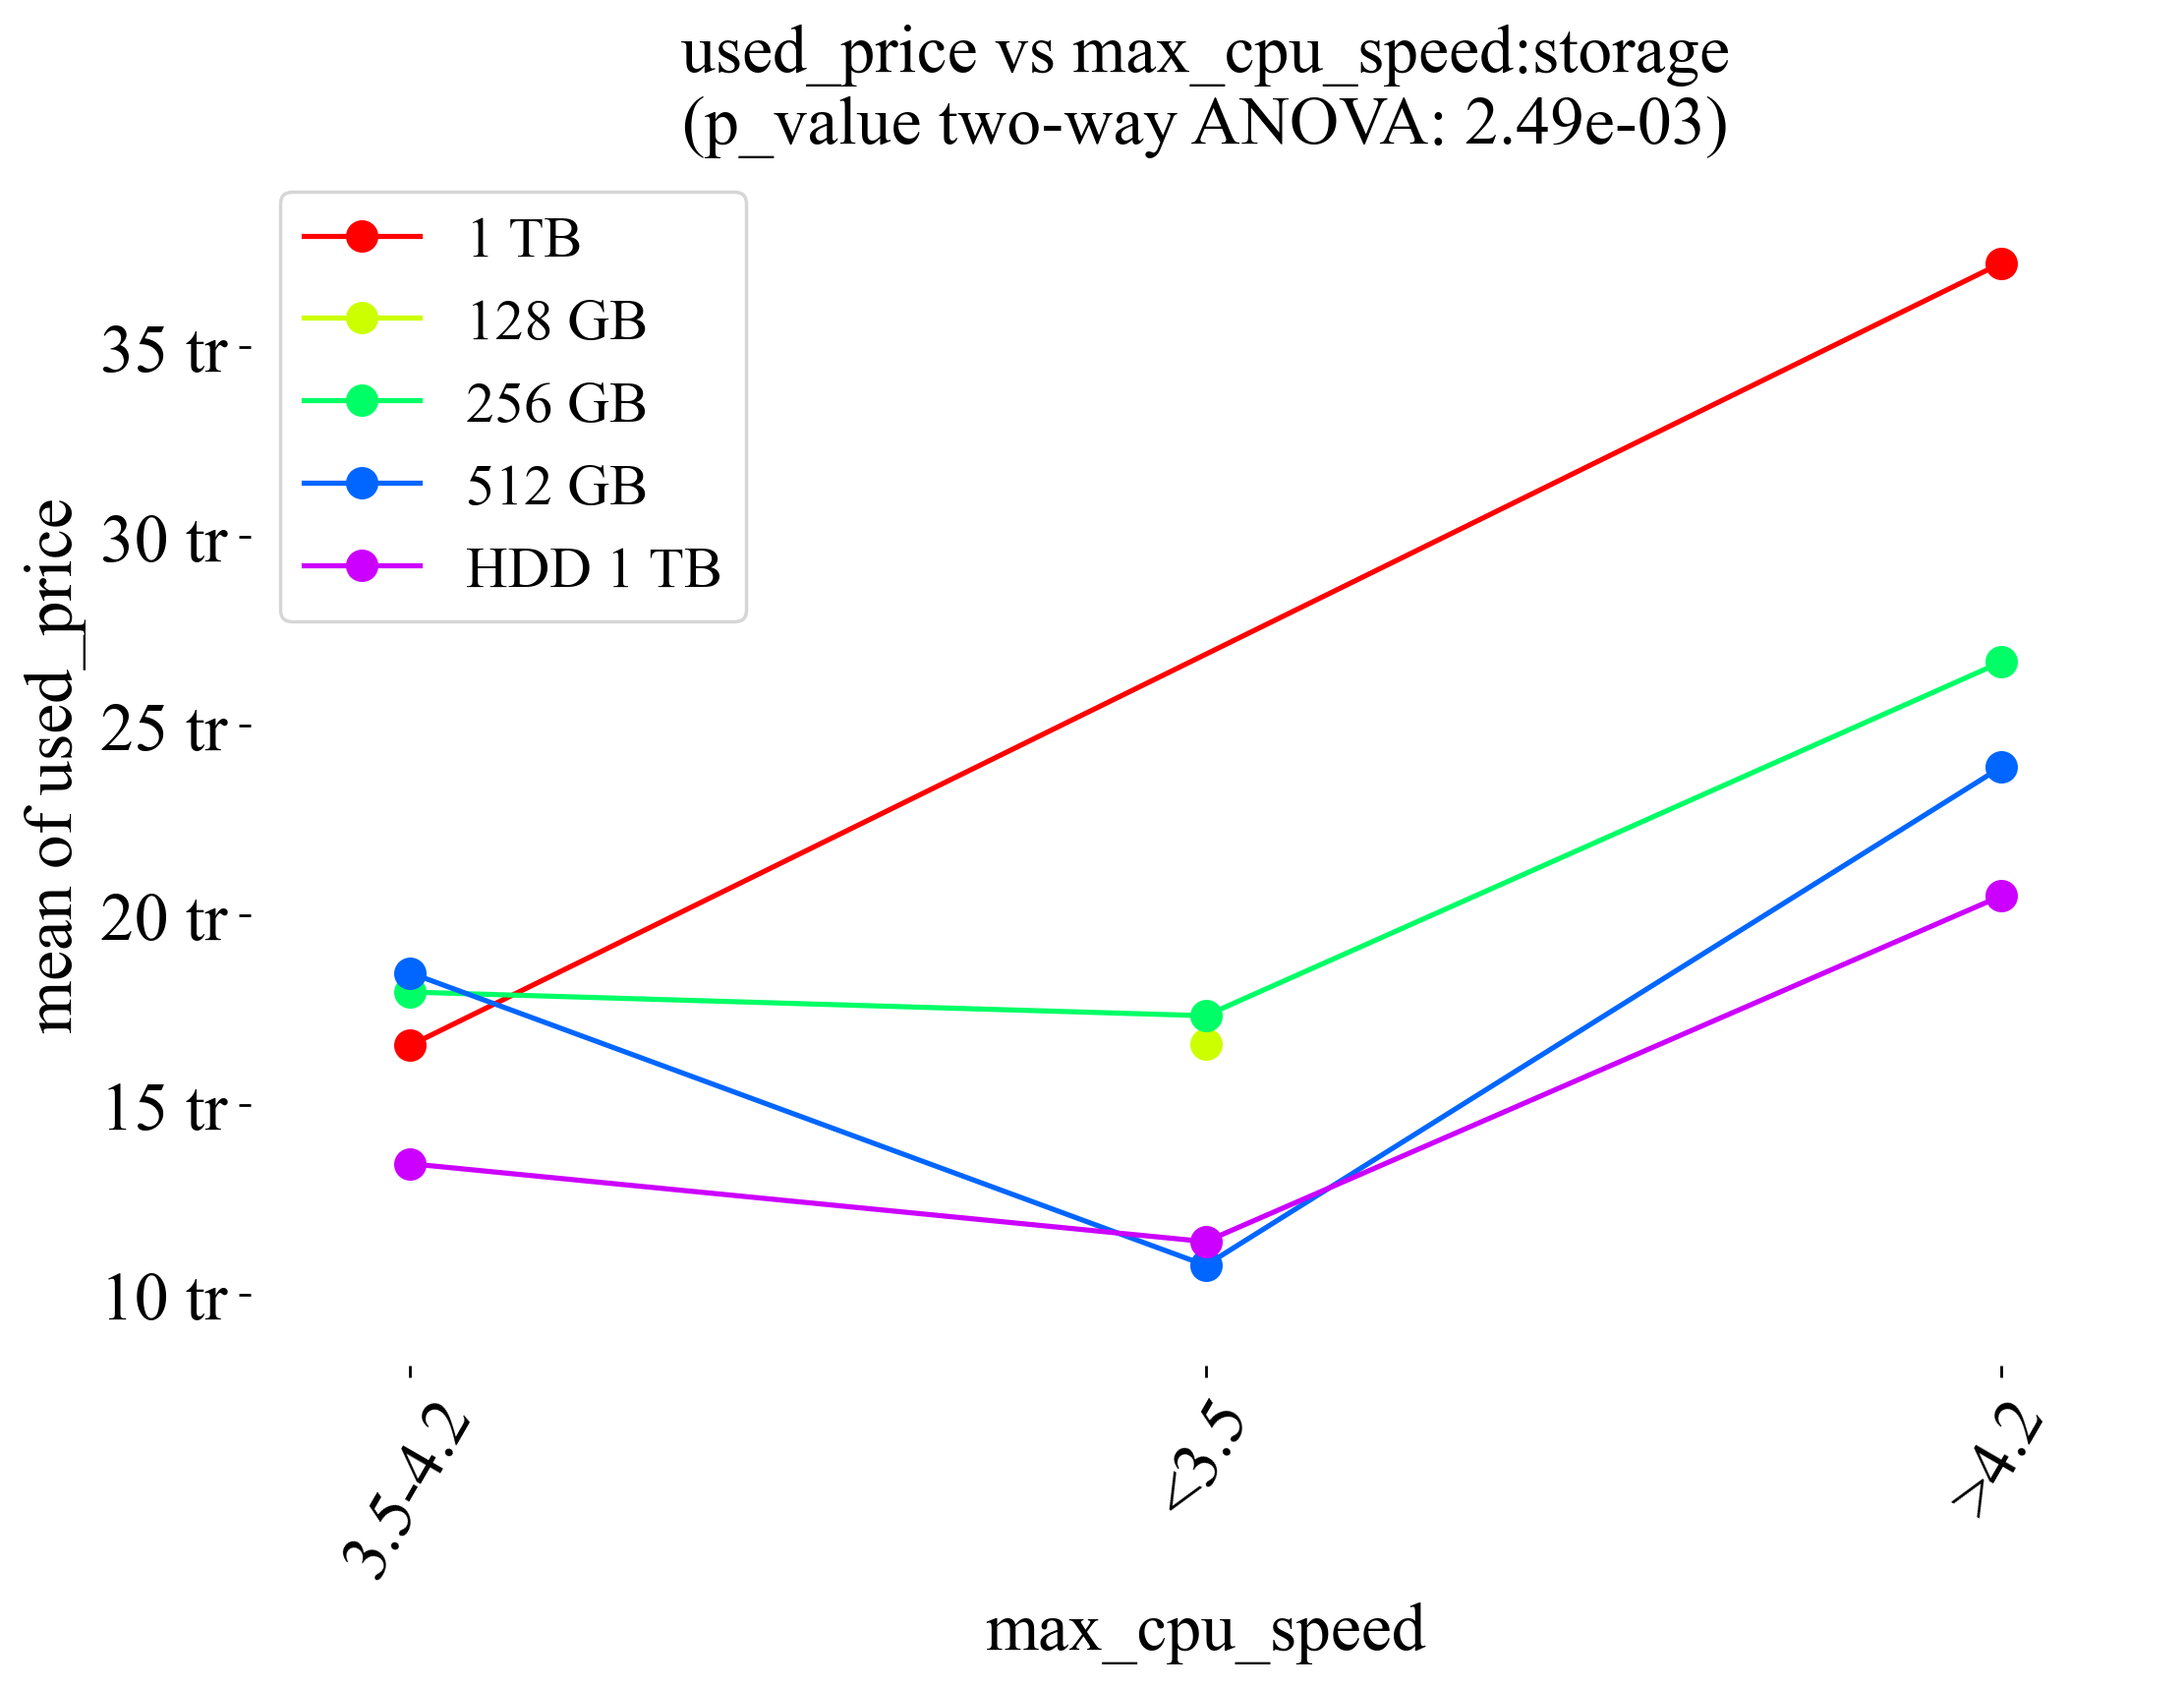 used_price vs max_cpu_speed:storage
(p_value two-way ANOVA: 2.49e-03)
1 TB
128 GB
256 GB
512 GB
HDD 1 TB
mean of used_price
35 tr
30 tr
25 tr
20 tr
15 tr
10 tr
3.5-4.2
<3.5
>4.2
max_cpu_speed